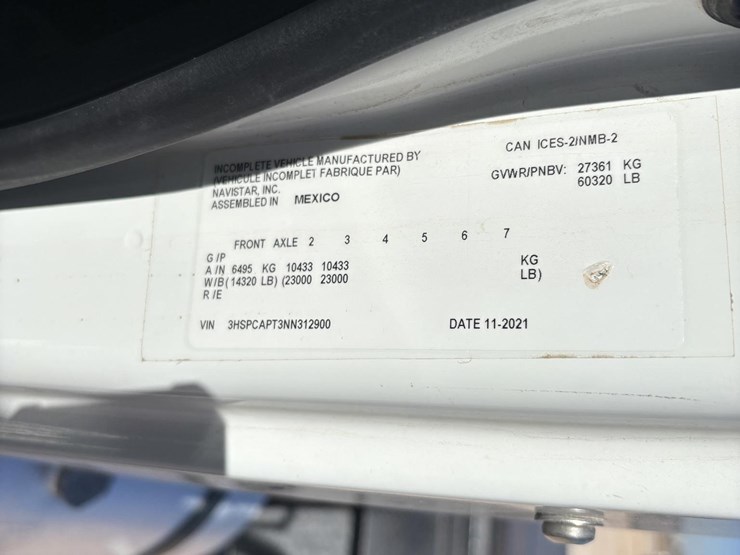 INCOMPLETE VEHICLE MANUFACTURED BY
(VEHICULE INCOMPLET FABRIQUE PAR)
NAVISTAR, INC.
ASSEMBLED IN MEXICO
CAN ICES-2/NMB-2
GVWR/PNBV: 27361 KG
60320 LB
FRONT AXLE 2 3 4 5 6 7
G/P
A/N 6495 KG 10433 10433 KG
W/B (14320 LB) (23000 23000 LB)
R/E
VIN 3HSPCAPT3NN312900 DATE 11-2021